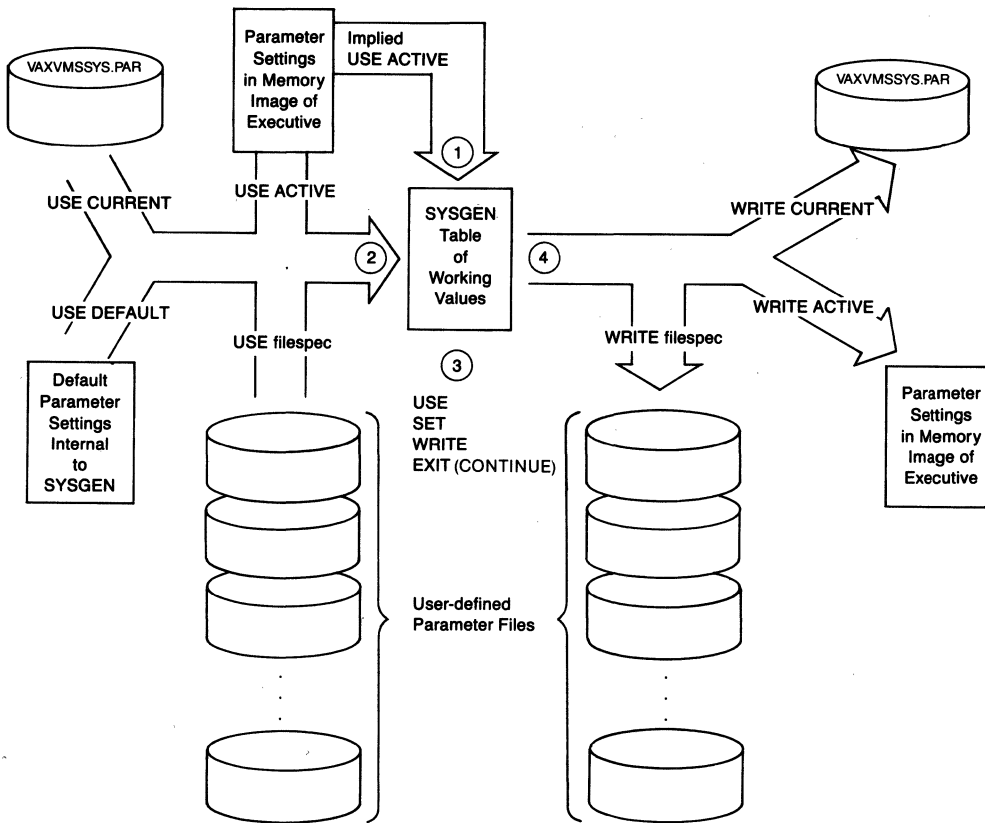 VAXVMSSYS.PAR
Parameter
Settings
in Memory
Image of
Executive
Implied
USE ACTIVE
VAXVMSSYS.PAR
1
USE CURRENT
USE ACTIVE
SYSGEN
Table
of
Working
Values
WRITE CURRENT
2
4
USE DEFAULT
USE filespec
WRITE filespec
WRITE ACTIVE
Default
Parameter
Settings
Internal
to
SYSGEN
3
USE
SET
WRITE
EXIT (CONTINUE)
Parameter
Settings
in Memory
Image of
Executive
User-defined
Parameter Files